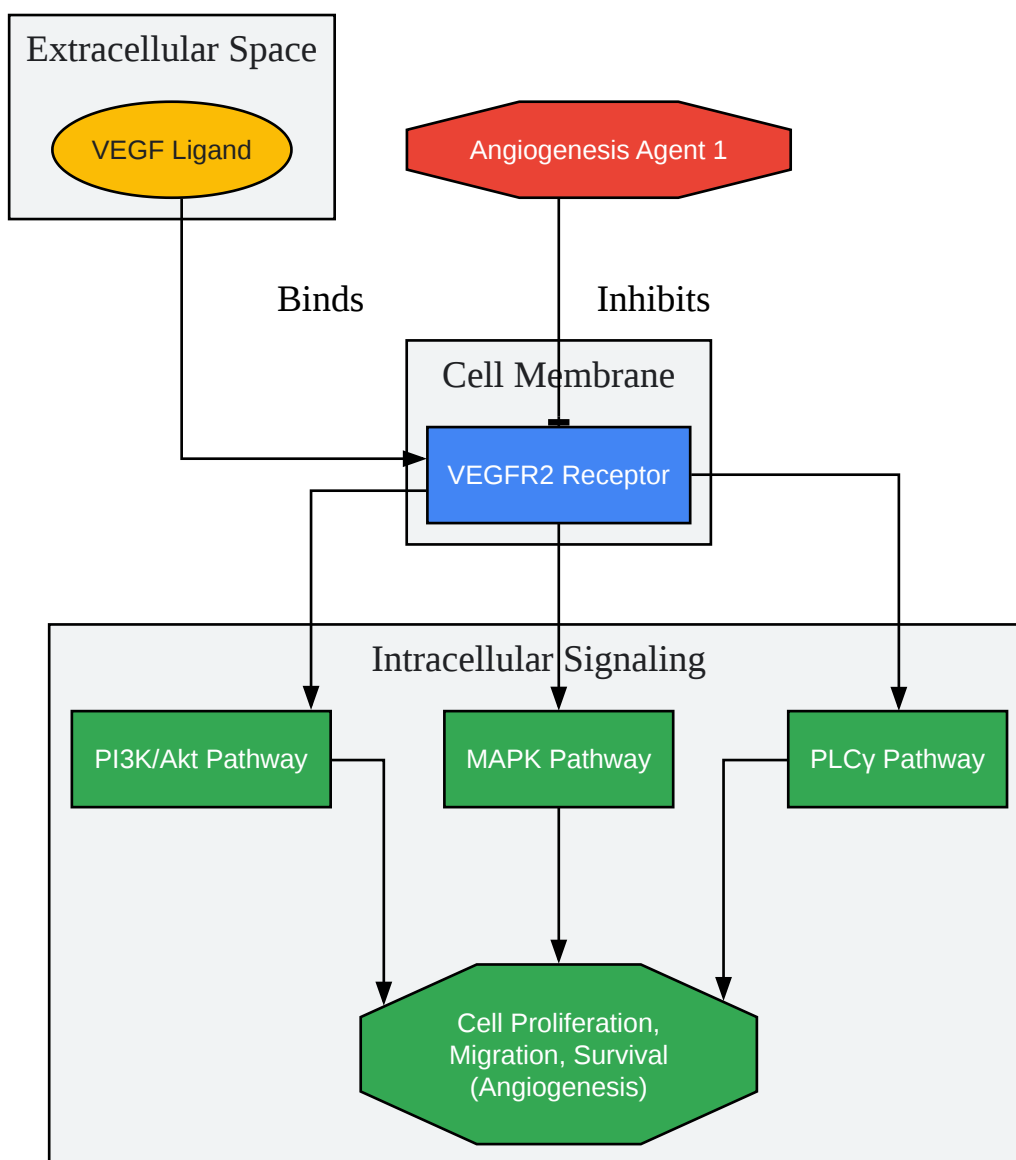 Extracellular Space
VEGF Ligand
Angiogenesis Agent 1
Binds
Inhibits
Cell Membrane
VEGFR2 Receptor
Intracellular Signaling
PI3K/Akt Pathway
MAPK Pathway
PLCγ Pathway
Cell Proliferation,
Migration, Survival
(Angiogenesis)